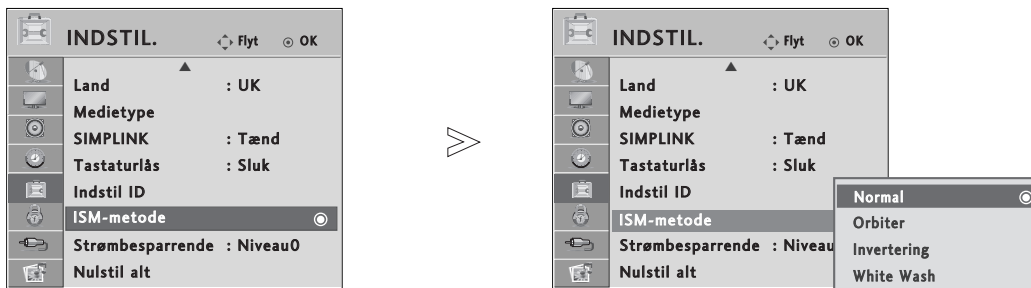 INDSTIL. Flyt OK
Land : UK
Medietype
SIMPLINK : Tænd
Tastaturlås : Sluk
Indstil ID
ISM-metode
Strømbesparrende : Niveau0
Nulstil alt
INDSTIL. Flyt OK
Land : UK
Medietype
SIMPLINK : Tænd
Tastaturlås : Sluk
Indstil ID
ISM-metode
Strømbesparrende : Niveau
Nulstil alt
Normal
Orbiter
Invertering
White Wash